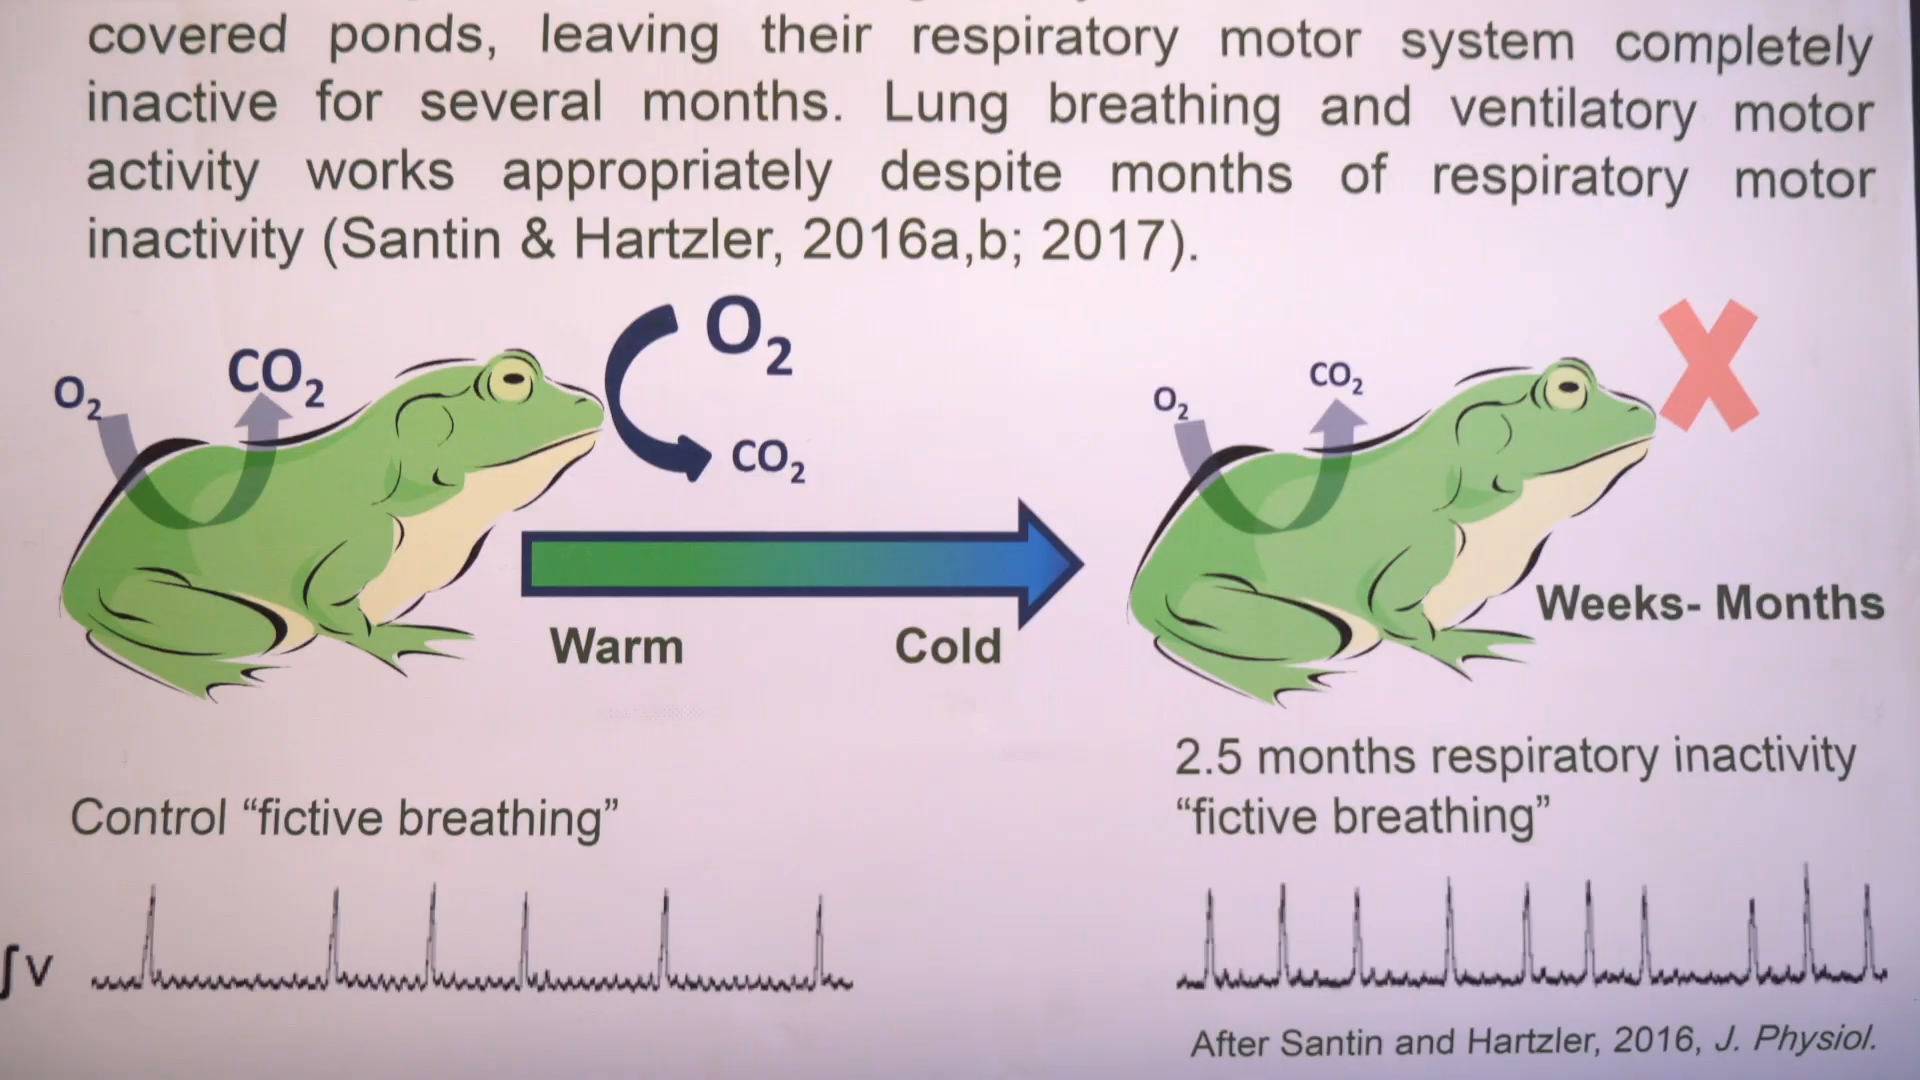 covered ponds, leaving their respiratory motor system completely
inactive for several months. Lung breathing and ventilatory motor
activity works appropriately despite months of respiratory motor
inactivity (Santin & Hartzler, 2016a,b; 2017).
O2
CO2
O2
CO2
O2
CO2
Warm
Cold
Weeks- Months
Control “fictive breathing”
2.5 months respiratory inactivity
“fictive breathing”
∫V
After Santin and Hartzler, 2016, J. Physiol.